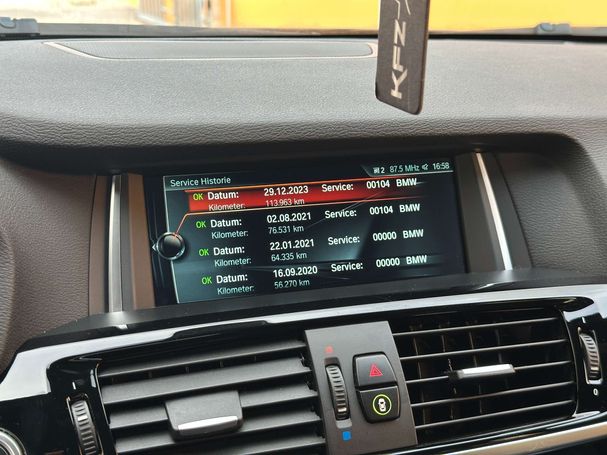 KFZ
Service Historie 2 87.5 MHz 16:58
OK Datum: 29.12.2023 Service: 00104 BMW
Kilometer: 113.963 km
OK Datum: 02.08.2021 Service: 00104 BMW
Kilometer: 76.531 km
OK Datum: 22.01.2021 Service: 00000 BMW
Kilometer: 64.335 km
OK Datum: 16.09.2020 Service: 00000 BMW
Kilometer: 56.270 km